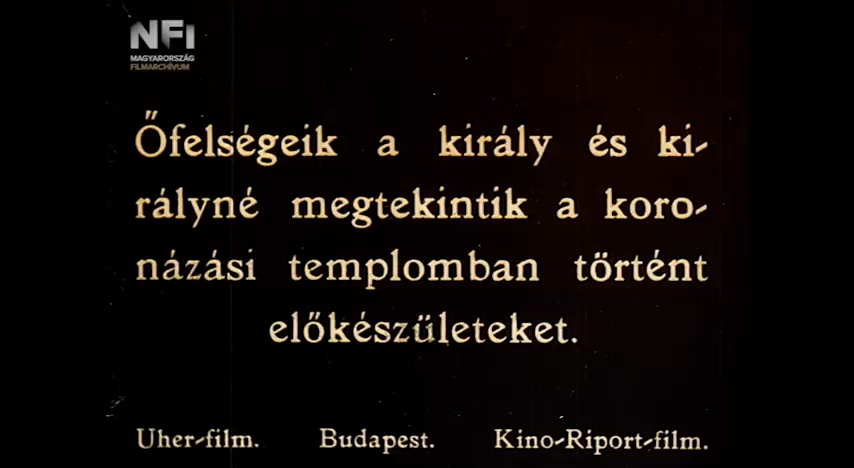 NFI
MAGYARORSZÁG
FILMARCHÍVUM
Őfelségeik a király és ki-
rályné megtekintik a koro-
názási templomban történt
előkészületeket.
Uher-film. Budapest. Kino-Riport-film.